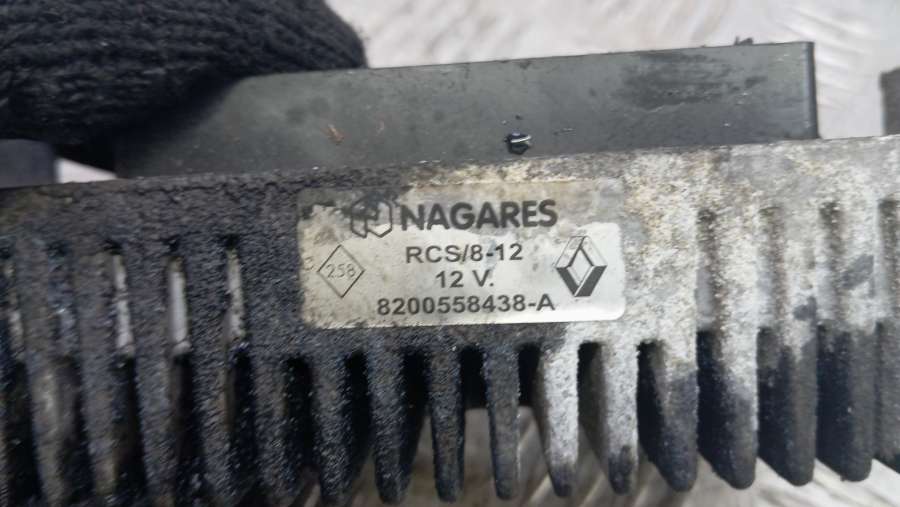 NAGARES
RCS/8-12
258
12 V.
8200558438-A